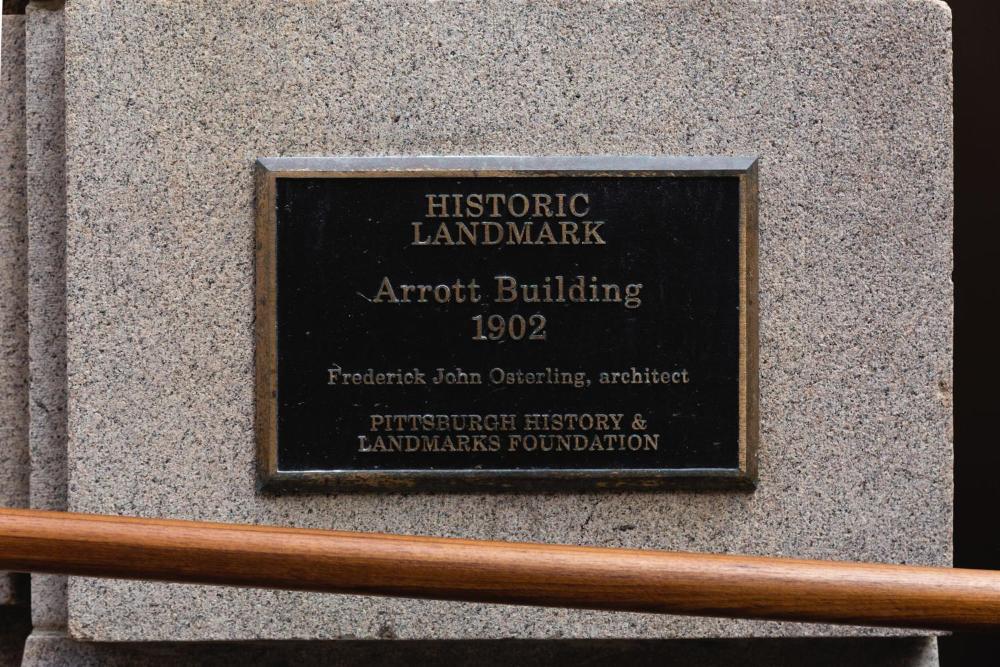 HISTORIC
LANDMARK
Arrott Building
1902
Frederick John Osterling, architect
PITTSBURGH HISTORY &
LANDMARKS FOUNDATION